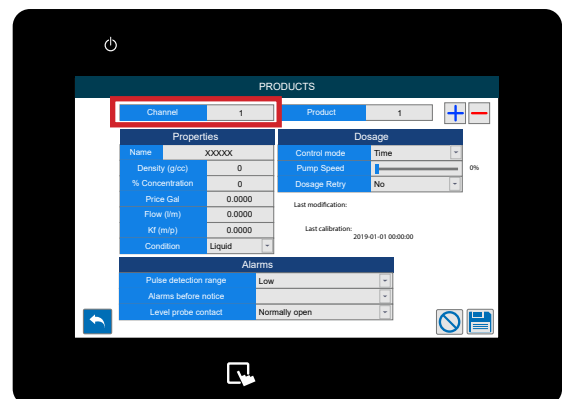 PRODUCTS
Channel 1 Product 1
Properties
Name XXXXX
Density (g/cc) 0
% Concentration 0
Price Gal 0.0000
Flow (l/m) 0.0000
Kf (m/p) 0.0000
Condition Liquid
Dosage
Control mode Time
Pump Speed 0%
Dosage Retry No
Last modification:
Last calibration:
2019-01-01 00:00:00
Alarms
Pulse detection range Low
Alarms before notice
Level probe contact Normally open